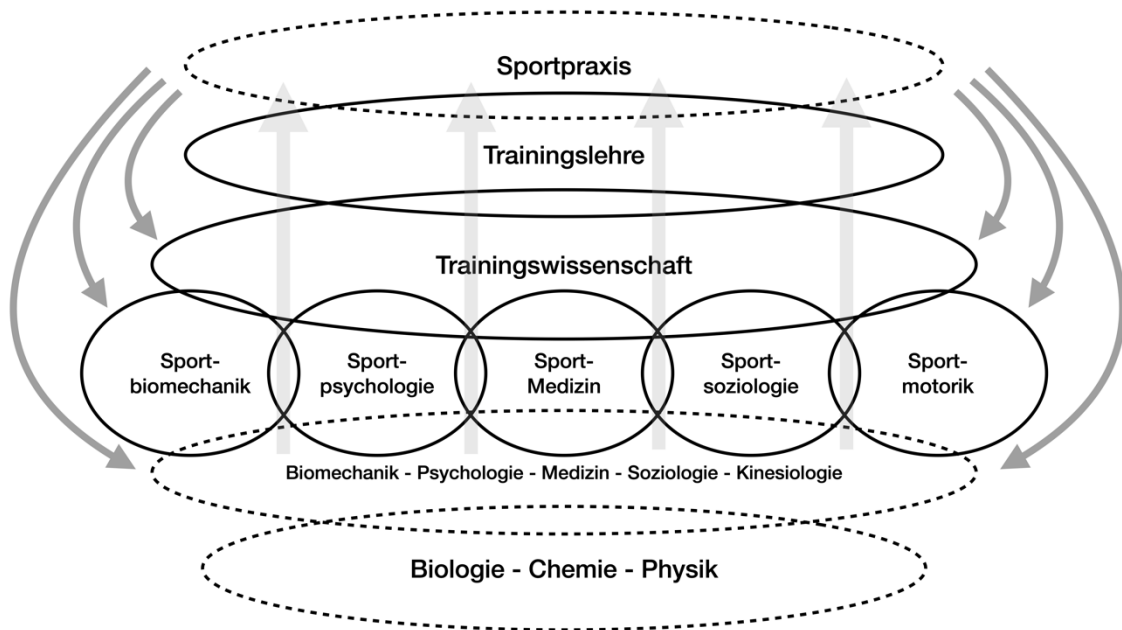 Sportpraxis
Trainingslehre
Trainingswissenschaft
Sport-
biomechanik
Sport-
psychologie
Sport-
Medizin
Sport-
soziologie
Sport-
motorik
Biomechanik - Psychologie - Medizin - Soziologie - Kinesiologie
Biologie - Chemie - Physik